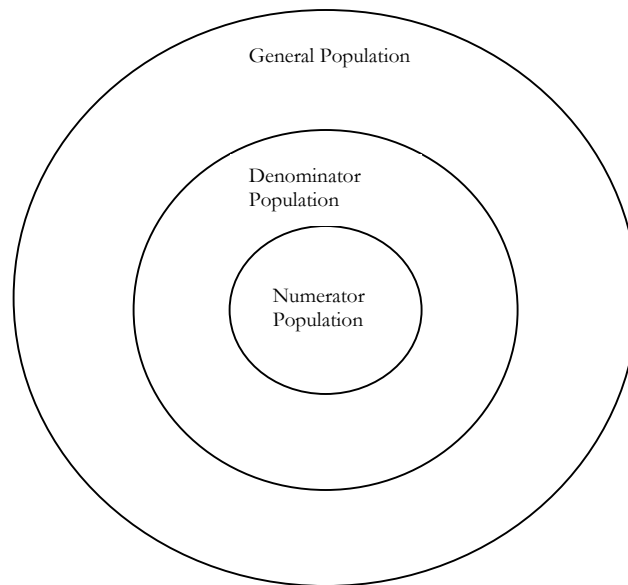 General Population
Denominator
Population
Numerator
Population